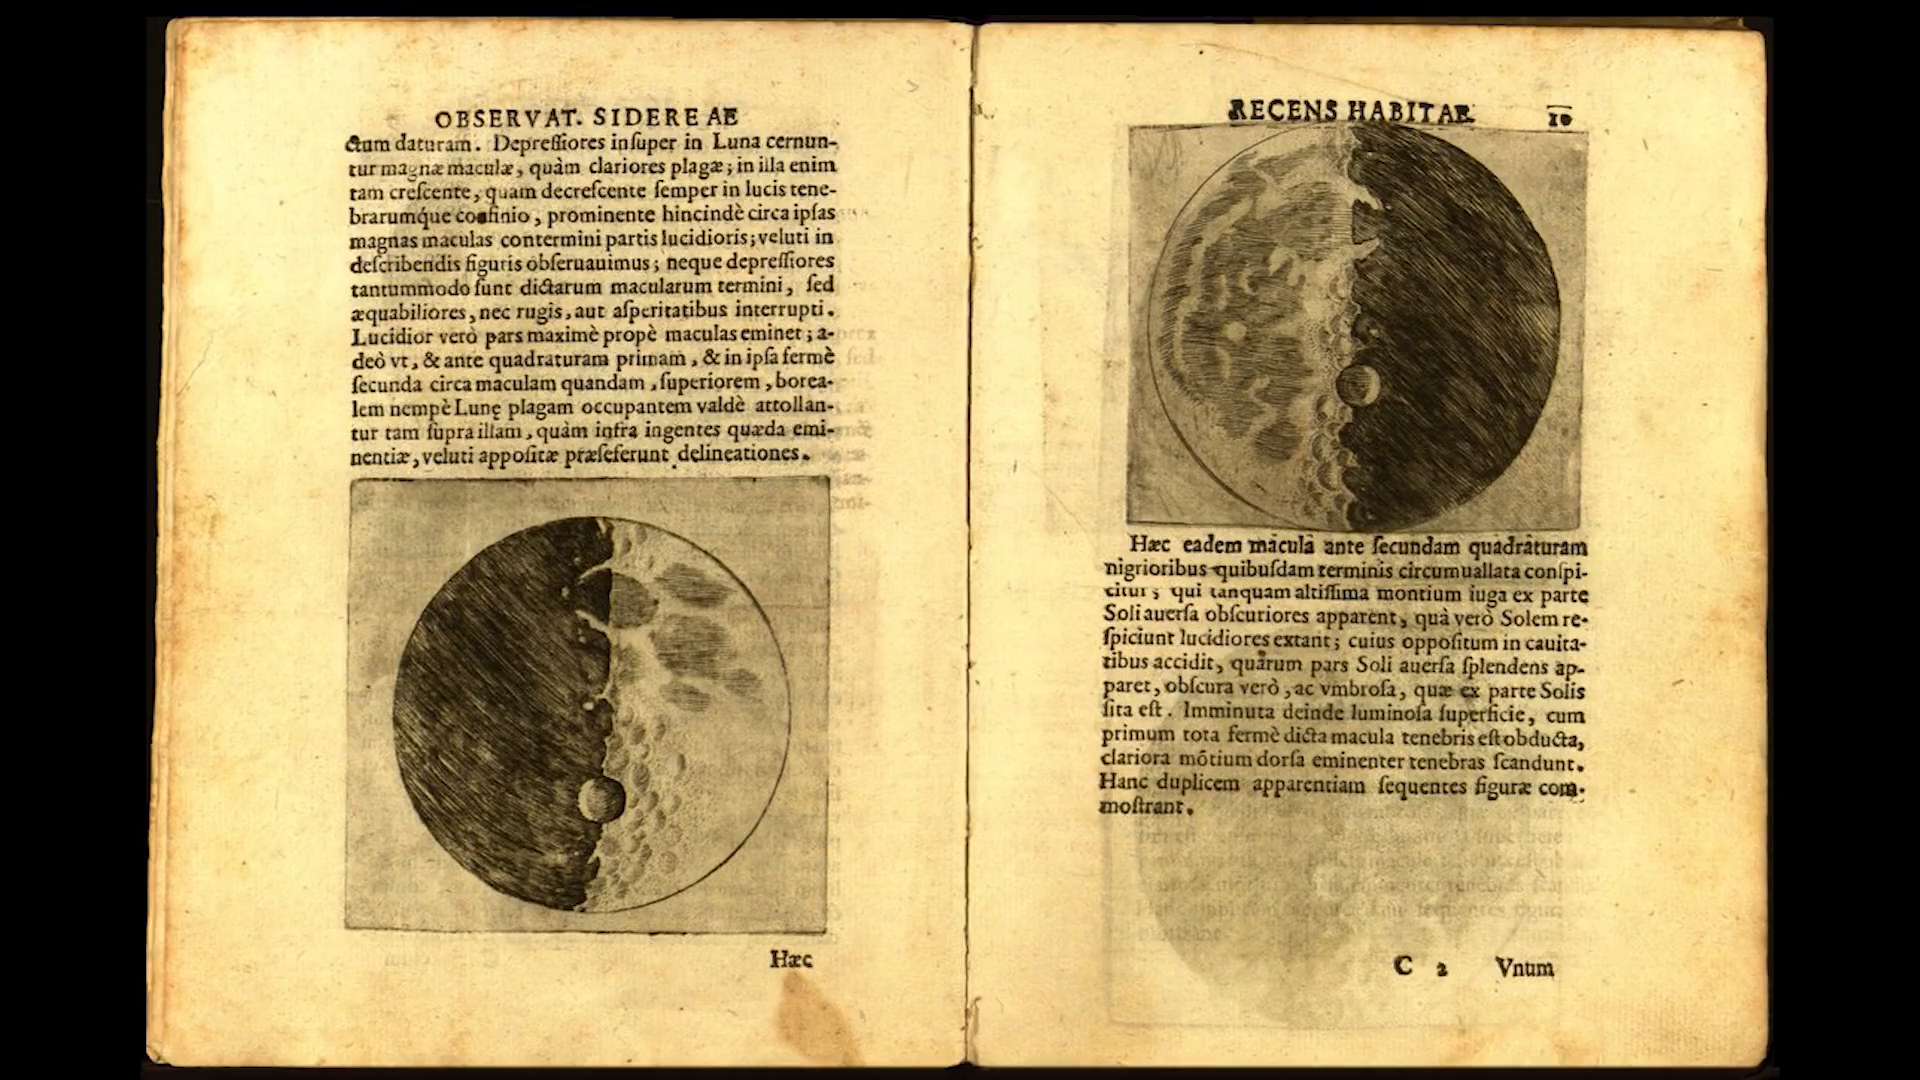 OBSERVAT. SIDEREAE
ctum daturam. Depreſſiores inſuper in Luna cernun-
tur magnæ maculæ, quàm clariores plagæ; in illa enim
tam creſcente, quam decreſcente ſemper in lucis tene-
brarumq́ue confinio, prominente hincindè circa ipſas
magnas maculas contermini partis lucidioris; veluti in
deſcribendis figuris obſeruauimus; neque depreſſiores
tantummodo ſunt dictarum macularum termini, ſed
æquabiliores, nec rugis, aut aſperitatibus interrupti.
Lucidior verò pars maximè propè maculas eminet; a-
deò vt, & ante quadraturam primam, & in ipſa fermè
ſecunda circa maculam quandam, ſuperiorem, borea-
lem nempè Lunę plagam occupantem valdè attollan-
tur tam ſupra illam, quàm infra ingentes quæda emi-
nentiæ, veluti appoſitæ præſeferunt delineationes.
Hæc
RECENS HABITAE
10
Hæc eadem macula ante ſecundam quadraturam
nigrioribus quibuſdam terminis circumuallata conſpi-
citur; qui tanquam altiſſima montium iuga ex parte
Soli auerſa obſcuriores apparent, quà verò Solem re-
ſpiciunt lucidiores extant; cuius oppoſitum in cauita-
tibus accidit, quarum pars Soli auerſa ſplendens ap-
paret, obſcura verò, ac vmbroſa, quæ ex parte Solis
ſita eſt. Imminuta deinde luminoſa ſuperficie, cum
primum tota fermè dicta macula tenebris eſt obducta,
clariora mõtium dorſa eminenter tenebras ſcandunt.
Hanc duplicem apparentiam ſequentes figuræ com-
moſtrant.
C 2 Vnum